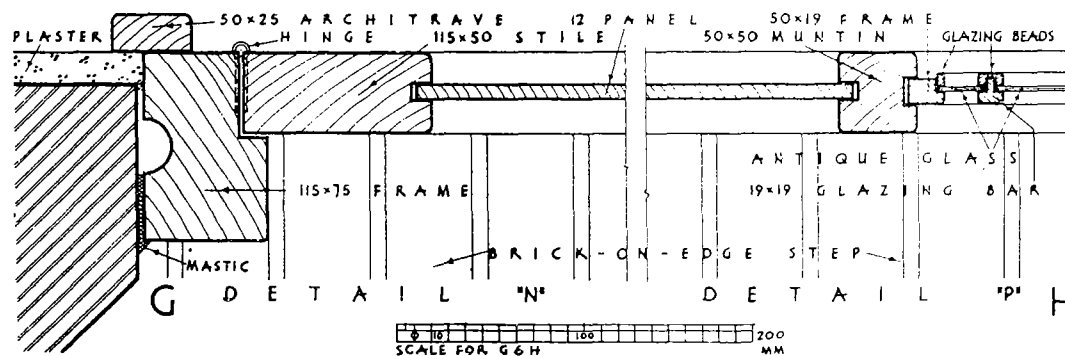 50×25 ARCHITRAVE
12 PANEL
50×19 FRAME
PLASTER
HINGE
115×50 STILE
50×50 MUNTIN
GLAZING BEADS
ANTIQUE GLASS
115×75 FRAME
19×19 GLAZING BAR
BRICK-ON-EDGE STEP
MASTIC
G DETAIL "N" DETAIL "P" H
0 10 100 200
SCALE FOR G & H MM